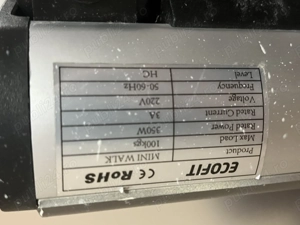 ECOFIT CE RoHS
Product MINI WALK
Max Load 100kgs
Rated Power 350W
Rated Current 3A
Voltage 220V
Frequency 50-60Hz
Level HC